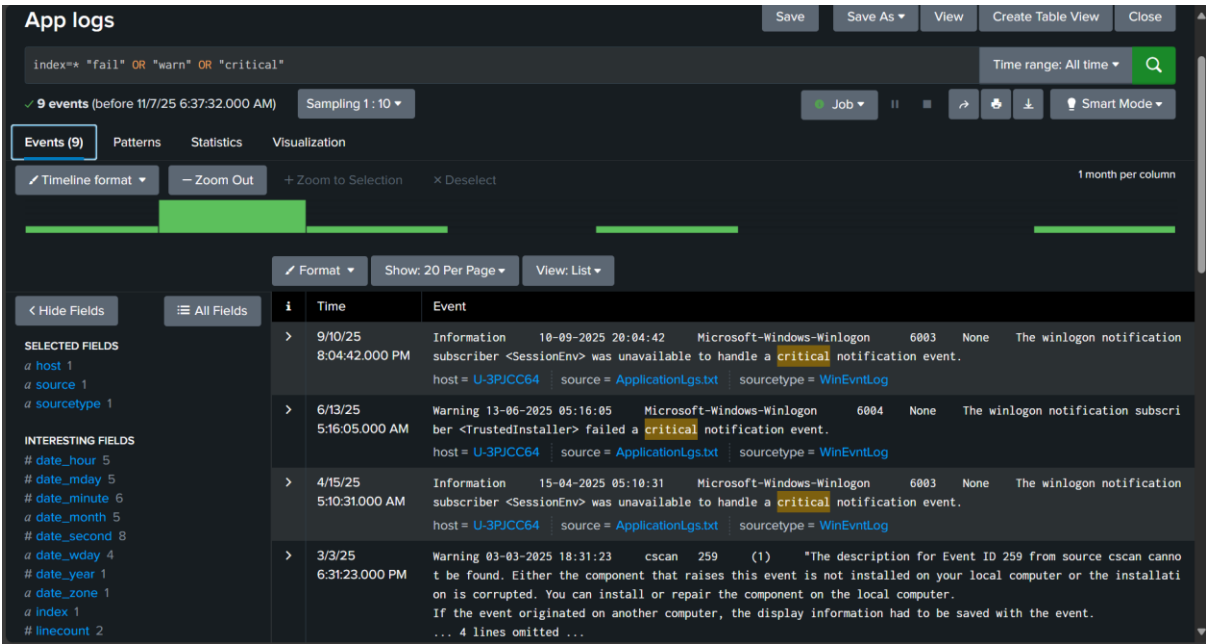 App logs
Save
Save As
View
Create Table View
Close
index=* "fail" OR "warn" OR "critical"
Time range: All time
9 events (before 11/7/25 6:37:32.000 AM)
Sampling 1 : 10
Job
Smart Mode
Events (9)
Patterns
Statistics
Visualization
Timeline format
— Zoom Out
+ Zoom to Selection
× Deselect
1 month per column
Format
Show: 20 Per Page
View: List
< Hide Fields
All Fields
i Time Event
SELECTED FIELDS
a host 1
a source 1
a sourcetype 1
INTERESTING FIELDS
# date_hour 5
# date_mday 5
# date_minute 6
a date_month 5
# date_second 8
a date_wday 4
# date_year 1
a date_zone 1
a index 1
# linecount 2
> 9/10/25
8:04:42.000 PM
Information 10-09-2025 20:04:42 Microsoft-Windows-Winlogon 6003 None The winlogon notification
subscriber <SessionEnv> was unavailable to handle a critical notification event.
host = U-3PJCC64 source = ApplicationLgs.txt sourcetype = WinEvntLog
> 6/13/25
5:16:05.000 AM
Warning 13-06-2025 05:16:05 Microsoft-Windows-Winlogon 6004 None The winlogon notification subscri
ber <TrustedInstaller> failed a critical notification event.
host = U-3PJCC64 source = ApplicationLgs.txt sourcetype = WinEvntLog
> 4/15/25
5:10:31.000 AM
Information 15-04-2025 05:10:31 Microsoft-Windows-Winlogon 6003 None The winlogon notification
subscriber <SessionEnv> was unavailable to handle a critical notification event.
host = U-3PJCC64 source = ApplicationLgs.txt sourcetype = WinEvntLog
> 3/3/25
6:31:23.000 PM
Warning 03-03-2025 18:31:23 cscan 259 (1) "The description for Event ID 259 from source cscan canno
t be found. Either the component that raises this event is not installed on your local computer or the installati
on is corrupted. You can install or repair the component on the local computer.
If the event originated on another computer, the display information had to be saved with the event.
... 4 lines omitted ...